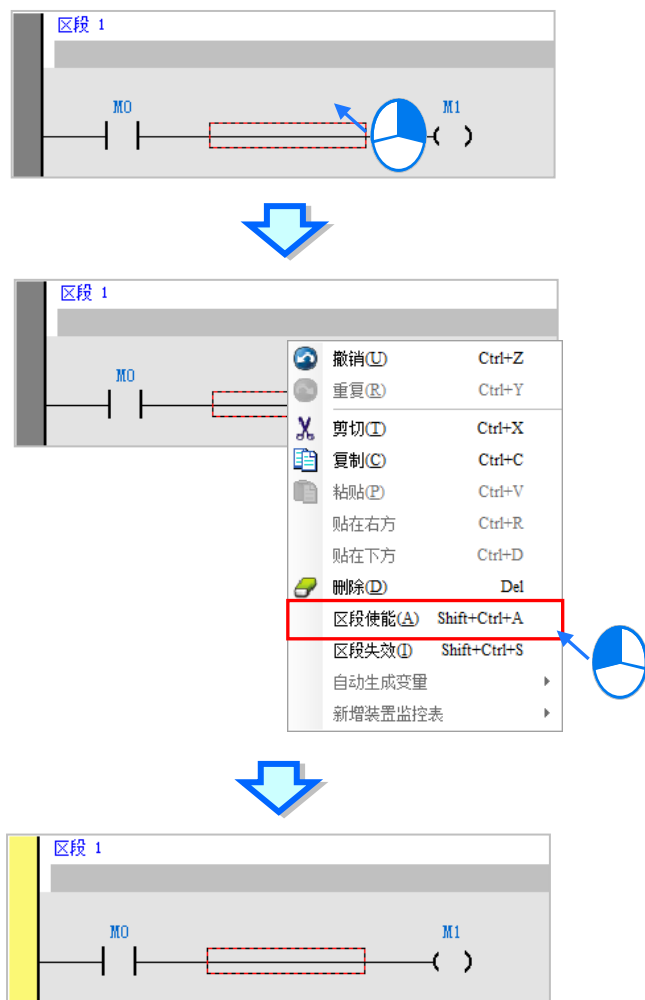 区段 1
M0 M1
区段 1
M0
撤销(U) Ctrl+Z
重复(R) Ctrl+Y
剪切(T) Ctrl+X
复制(C) Ctrl+C
粘贴(P) Ctrl+V
贴在右方 Ctrl+R
贴在下方 Ctrl+D
删除(D) Del
区段使能(A) Shift+Ctrl+A
区段失效(I) Shift+Ctrl+S
自动生成变量
新增装置监控表
区段 1
M0 M1